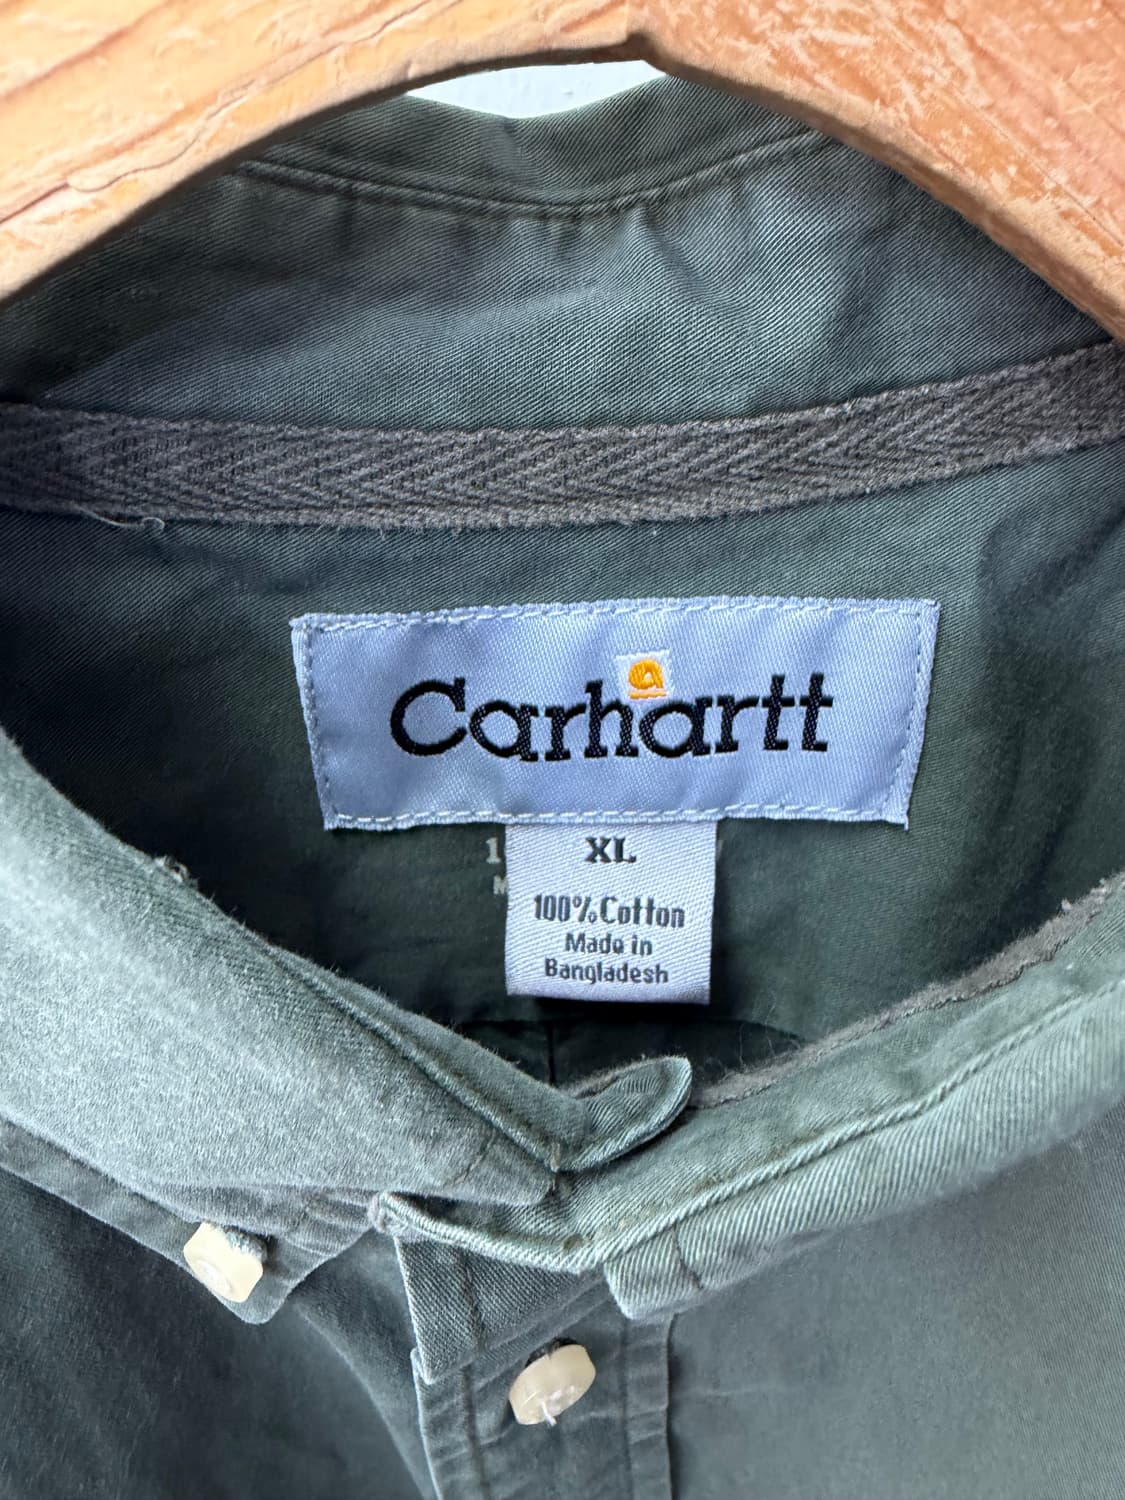 Carhartt
XL
100% Cotton
Made in
Bangladesh